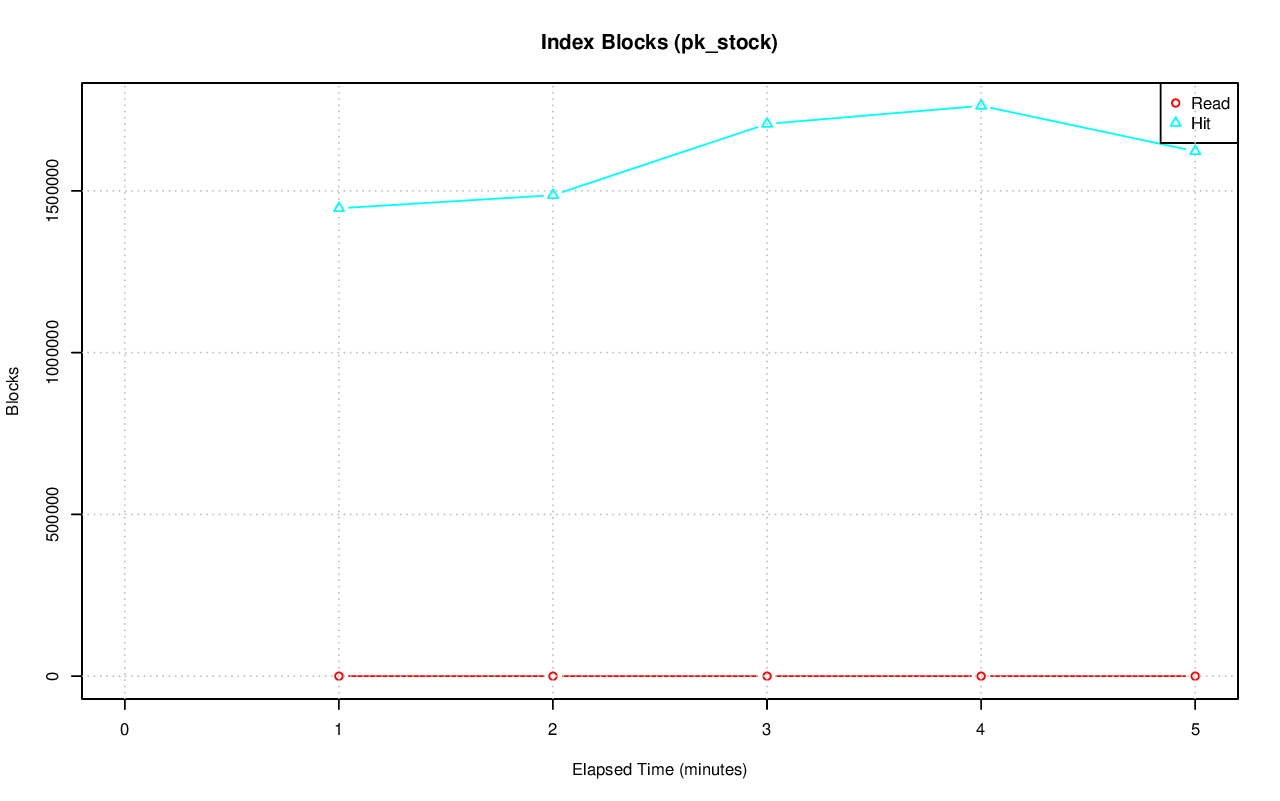 Index Blocks (pk_stock)
Read
Hit
Blocks
1500000
1000000
500000
0
0 1 2 3 4 5
Elapsed Time (minutes)